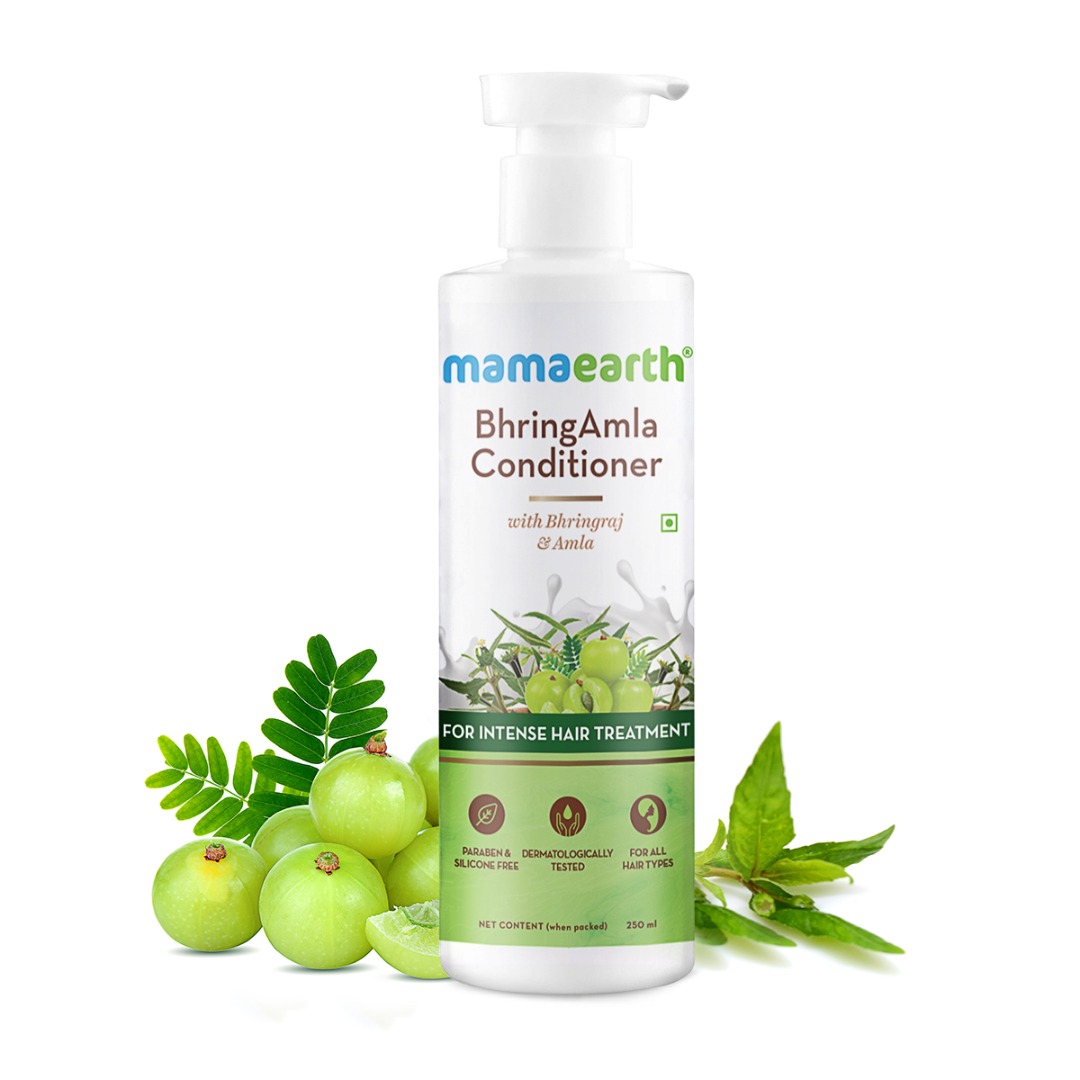 mamaearth®
BhringAmla
Conditioner
with Bhringraj
& Amla
FOR INTENSE HAIR TREATMENT
PARABEN &
SILICONE FREE
DERMATOLOGICALLY
TESTED
FOR ALL
HAIR TYPES
NET CONTENT (when packed) 250 ml